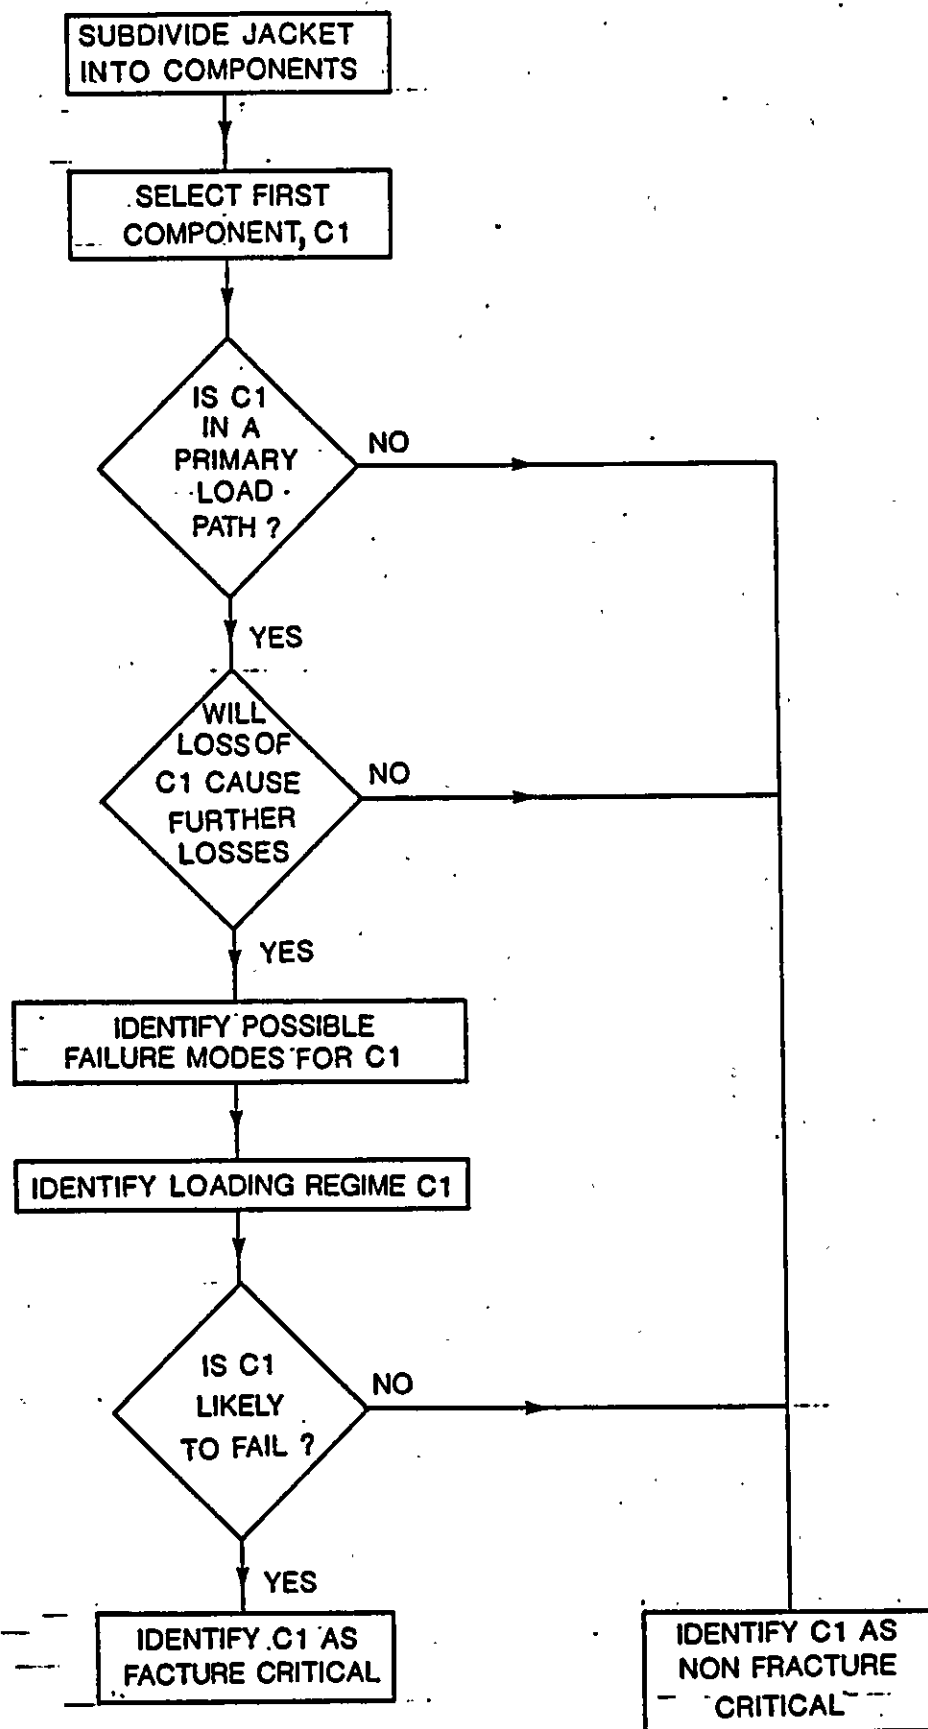 SUBDIVIDE JACKET
INTO COMPONENTS
SELECT FIRST
COMPONENT, C1
IS C1
IN A
PRIMARY
LOAD
PATH ?
NO
YES
WILL
LOSS OF
C1 CAUSE
FURTHER
LOSSES
NO
YES
IDENTIFY POSSIBLE
FAILURE MODES FOR C1
IDENTIFY LOADING REGIME C1
IS C1
LIKELY
TO FAIL ?
NO
YES
IDENTIFY C1 AS
FACTURE CRITICAL
IDENTIFY C1 AS
NON FRACTURE
CRITICAL